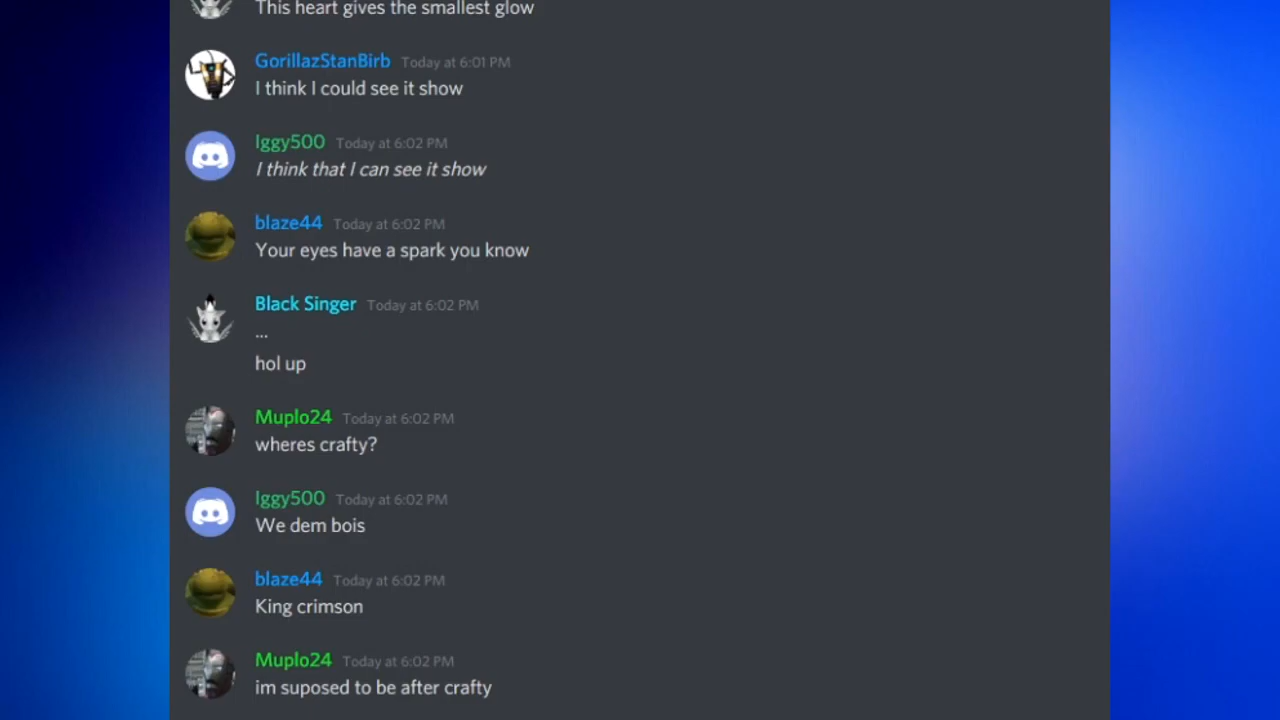 This heart gives the smallest glow
GorillazStanBirb Today at 6:01 PM
I think I could see it show
Iggy500 Today at 6:02 PM
I think that I can see it show
blaze44 Today at 6:02 PM
Your eyes have a spark you know
Black Singer Today at 6:02 PM
...
hol up
Muplo24 Today at 6:02 PM
wheres crafty?
Iggy500 Today at 6:02 PM
We dem bois
blaze44 Today at 6:02 PM
King crimson
Muplo24 Today at 6:02 PM
im suposed to be after crafty